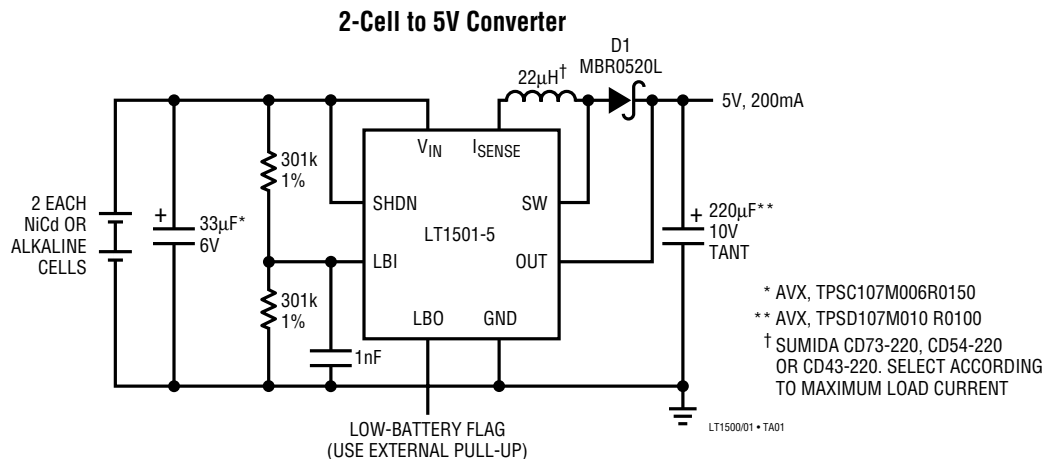 2-Cell to 5V Converter
D1
MBR0520L
22µH†
5V, 200mA
VIN
ISENSE
301k
1%
SHDN
SW
2 EACH
NiCd OR
ALKALINE
CELLS
+
33µF*
6V
LT1501-5
+
220µF**
10V
TANT
LBI
OUT
301k
1%
LBO
GND
1nF
* AVX, TPSC107M006R0150
** AVX, TPSD107M010 R0100
† SUMIDA CD73-220, CD54-220
OR CD43-220. SELECT ACCORDING
TO MAXIMUM LOAD CURRENT
LOW-BATTERY FLAG
(USE EXTERNAL PULL-UP)
LT1500/01 • TA01